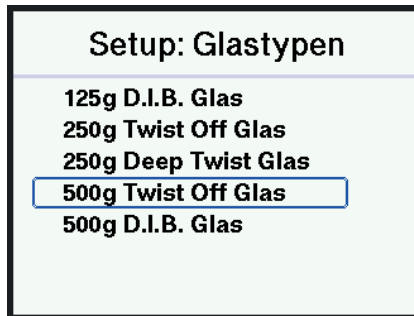 Setup: Glastypen
125g D.I.B. Glas
250g Twist Off Glas
250g Deep Twist Glas
500g Twist Off Glas
500g D.I.B. Glas